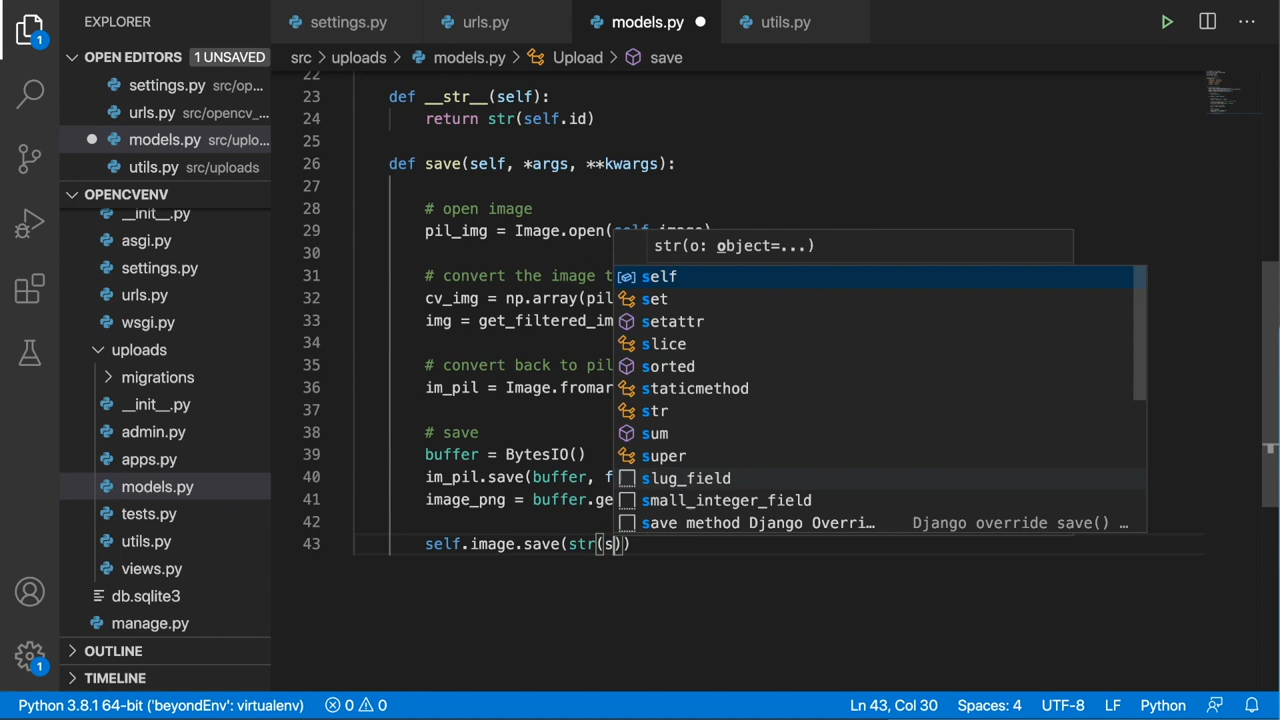 EXPLORER
settings.py
urls.py
models.py
utils.py
1
OPEN EDITORS 1 UNSAVED
src > uploads > models.py > Upload > save
settings.py src/op...
urls.py src/opencv_...
models.py src/uplo...
utils.py src/uploads
OPENCVENV
__init__.py
asgi.py
settings.py
urls.py
wsgi.py
uploads
migrations
__init__.py
admin.py
apps.py
models.py
tests.py
utils.py
views.py
db.sqlite3
manage.py
OUTLINE
TIMELINE
1
22
23 def __str__(self):
24 return str(self.id)
25
26 def save(self, *args, **kwargs):
27
28 # open image
29 pil_img = Image.open(self.image)
30
31 # convert the image t
32 cv_img = np.array(pil
33 img = get_filtered_im
34
35 # convert back to pil
36 im_pil = Image.fromar
37
38 # save
39 buffer = BytesIO()
40 im_pil.save(buffer, f
41 image_png = buffer.ge
42
43 self.image.save(str(s))
str(o: object=...)
self
set
setattr
slice
sorted
staticmethod
str
sum
super
slug_field
small_integer_field
save method Django Overri... Django override save() ...
Python 3.8.1 64-bit ('beyondEnv': virtualenv) 0 0 Ln 43, Col 30 Spaces: 4 UTF-8 LF Python